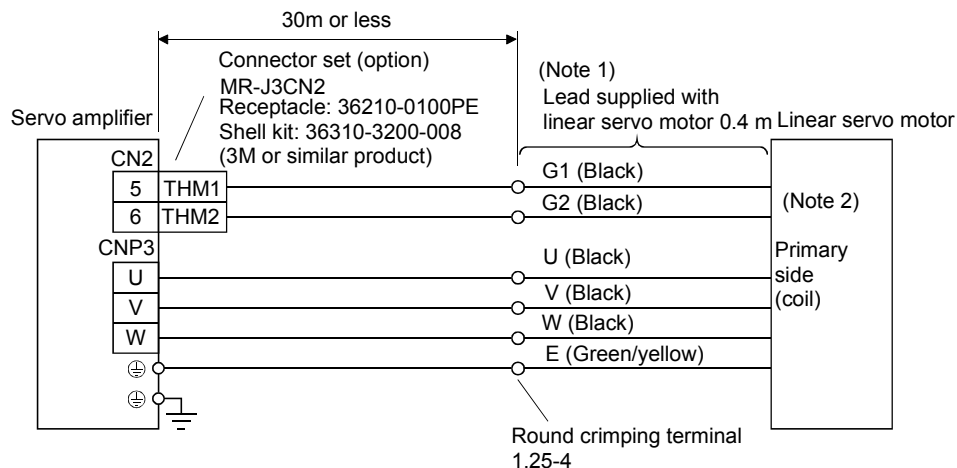 30m or less
Connector set (option)
MR-J3CN2
Receptacle: 36210-0100PE
Shell kit: 36310-3200-008
(3M or similar product)
(Note 1)
Lead supplied with
linear servo motor 0.4 m
Servo amplifier
Linear servo motor
CN2
5 THM1
G1 (Black)
6 THM2
G2 (Black)
(Note 2)
CNP3
Primary
side
(coil)
U
U (Black)
V
V (Black)
W
W (Black)
E (Green/yellow)
Round crimping terminal
1.25-4